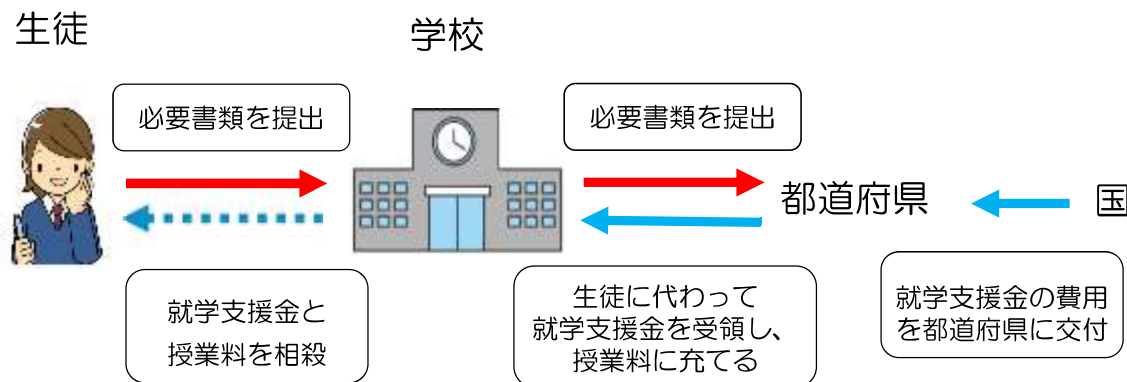 生徒
学校
必要書類を提出
必要書類を提出
都道府県
国
就学支援金と
授業料を相殺
生徒に代わって
就学支援金を受領し、
授業料に充てる
就学支援金の費用
を都道府県に交付